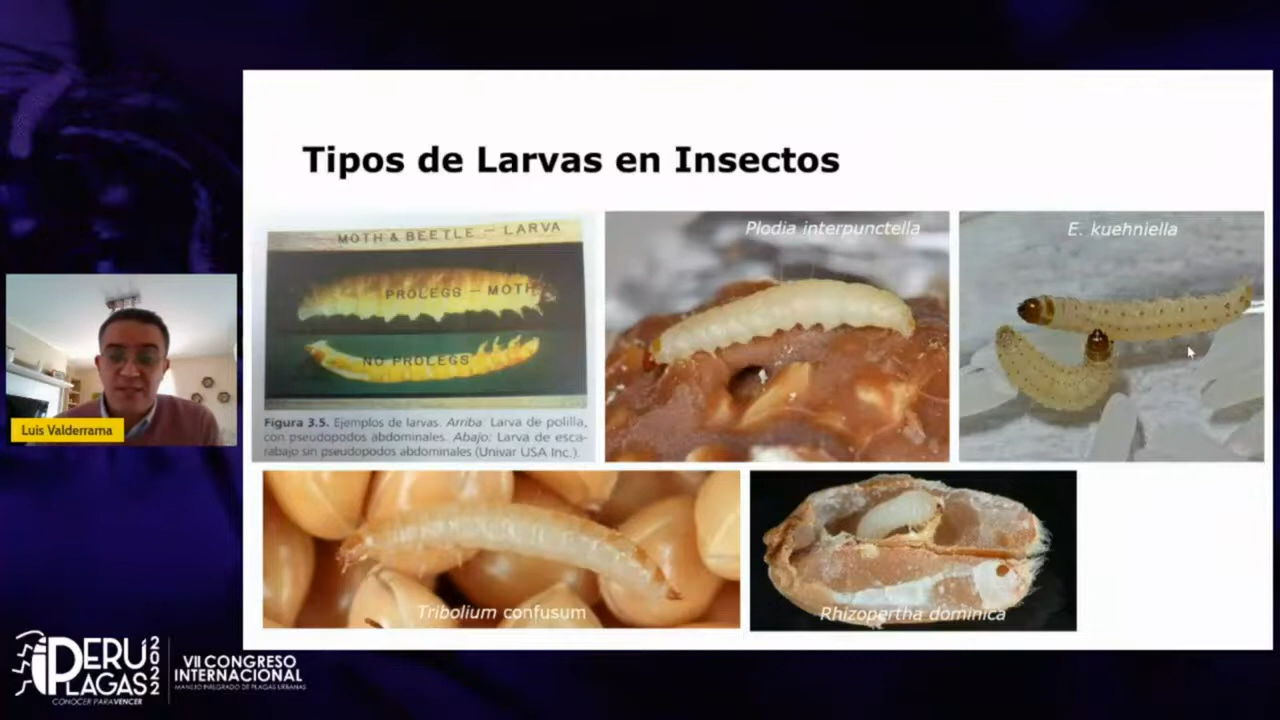 Tipos de Larvas en Insectos
MOTH & BEETLE - LARVA
PROLEGS - MOTH
NO PROLEGS
Figura 3.5. Ejemplos de larvas. Arriba: Larva de polilla,
con pseudopodos abdominales. Abajo: Larva de esca-
rabajo sin pseudopodos abdominales (Univar USA Inc.).
Plodia interpunctella
E. kuehniella
Tribolium confusum
Rhizopertha dominica
Luis Valderrama
PERU
PLAGAS
2022
CONOCER PARA VENCER
VII CONGRESO
INTERNACIONAL
MANEJO INTEGRADO DE PLAGAS URBANAS